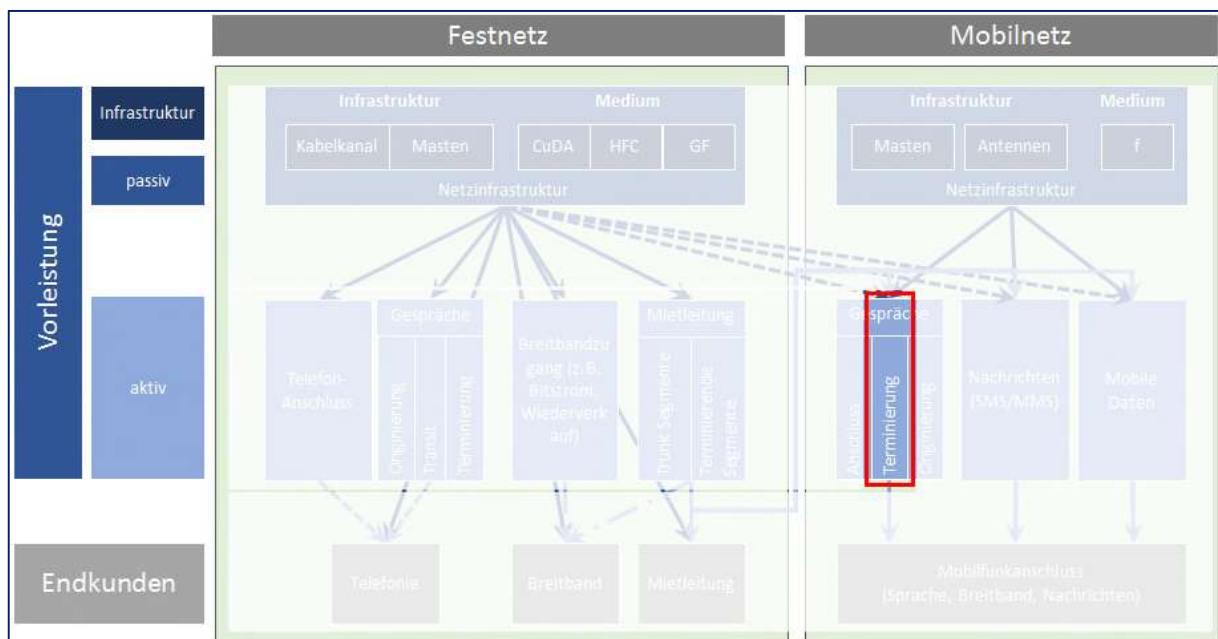 Festnetz
Mobilnetz
Vorleistung
Infrastruktur
passiv
aktiv
Endkunden
Infrastruktur
Medium
Kabelkanal
Masten
CuDA
HFC
GF
Netzinfrastruktur
Infrastruktur
Medium
Masten
Antennen
f
Netzinfrastruktur
Telefon-
Anschluss
Gespräche
Originierung
Transit
Terminierung
Breitbandzu
gang (z.B.
Bitstrom,
Wiederverk
auf)
Mietleitung
Trunk Segmente
Terminierende
Segmente
Gespräche
Anschluss
Terminierung
Originierung
Nachrichten
(SMS/MMS)
Mobile
Daten
Telefonie
Breitband
Mietleitung
Mobilfunkanschluss
(Sprache, Breitband, Nachrichten)